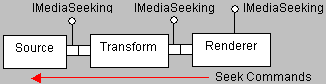 IMediaSeeking
IMediaSeeking
IMediaSeeking
Source
Transform
Renderer
Seek Commands